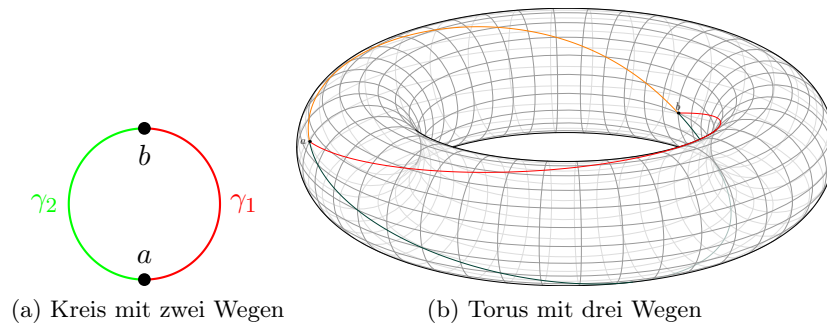 b
γ2
γ1
a
a
b
(a) Kreis mit zwei Wegen
(b) Torus mit drei Wegen